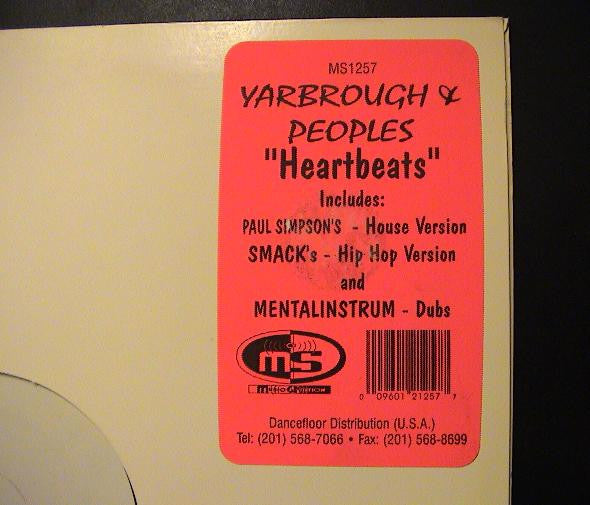 MS1257
YARBROUGH &
PEOPLES
"Heartbeats"
Includes:
PAUL SIMPSON'S - House Version
SMACK's - Hip Hop Version
and
MENTALINSTRUM - Dubs
ms
0 09601 21257 7
Dancefloor Distribution (U.S.A.)
Tel: (201) 568-7066 • Fax: (201) 568-8699